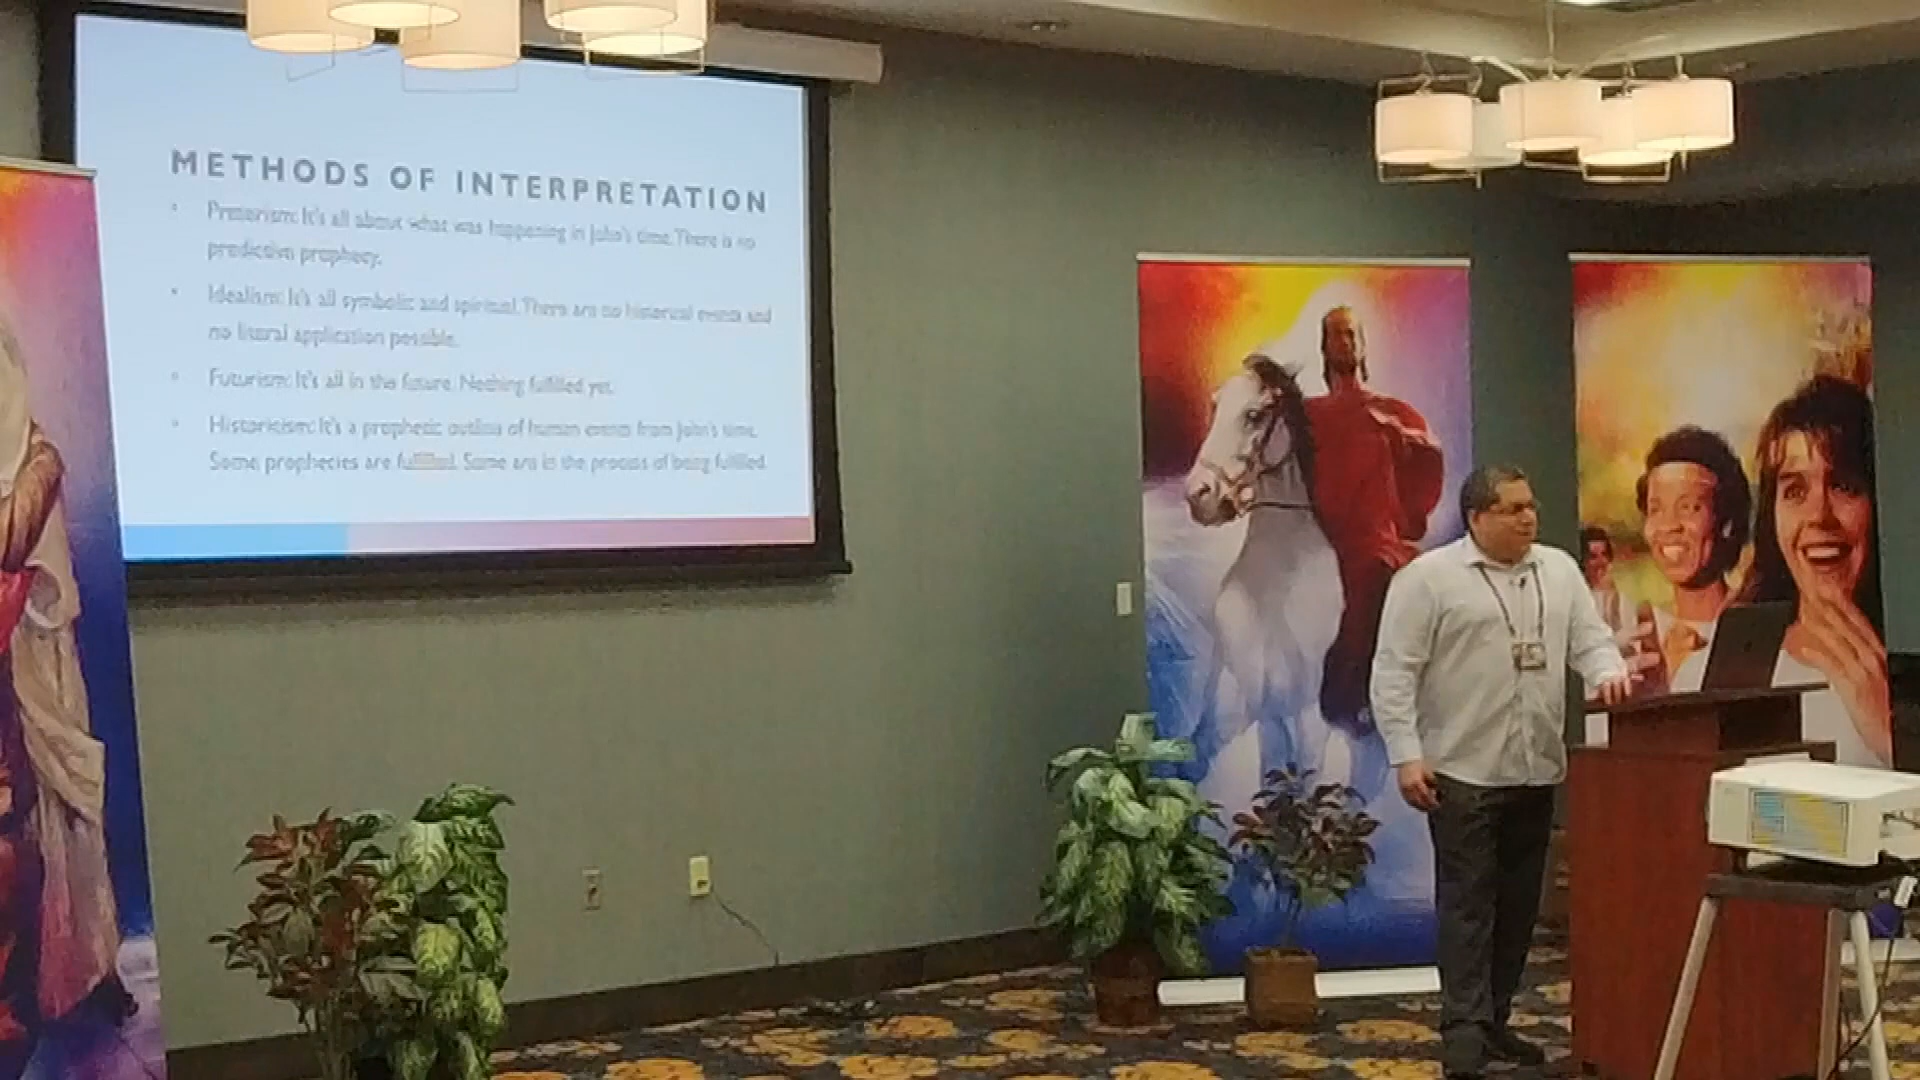 METHODS OF INTERPRETATION
• Preterism: It's all about what was happening in John's time. There is no
predictive prophecy.
• Idealism: It's all symbolic and spiritual. There are no historical events and
no literal application possible.
• Futurism: It's all in the future. Nothing fulfilled yet.
• Historicism: It's a prophetic outline of human events from John's time.
Some prophecies are fulfilled. Some are in the process of being fulfilled.